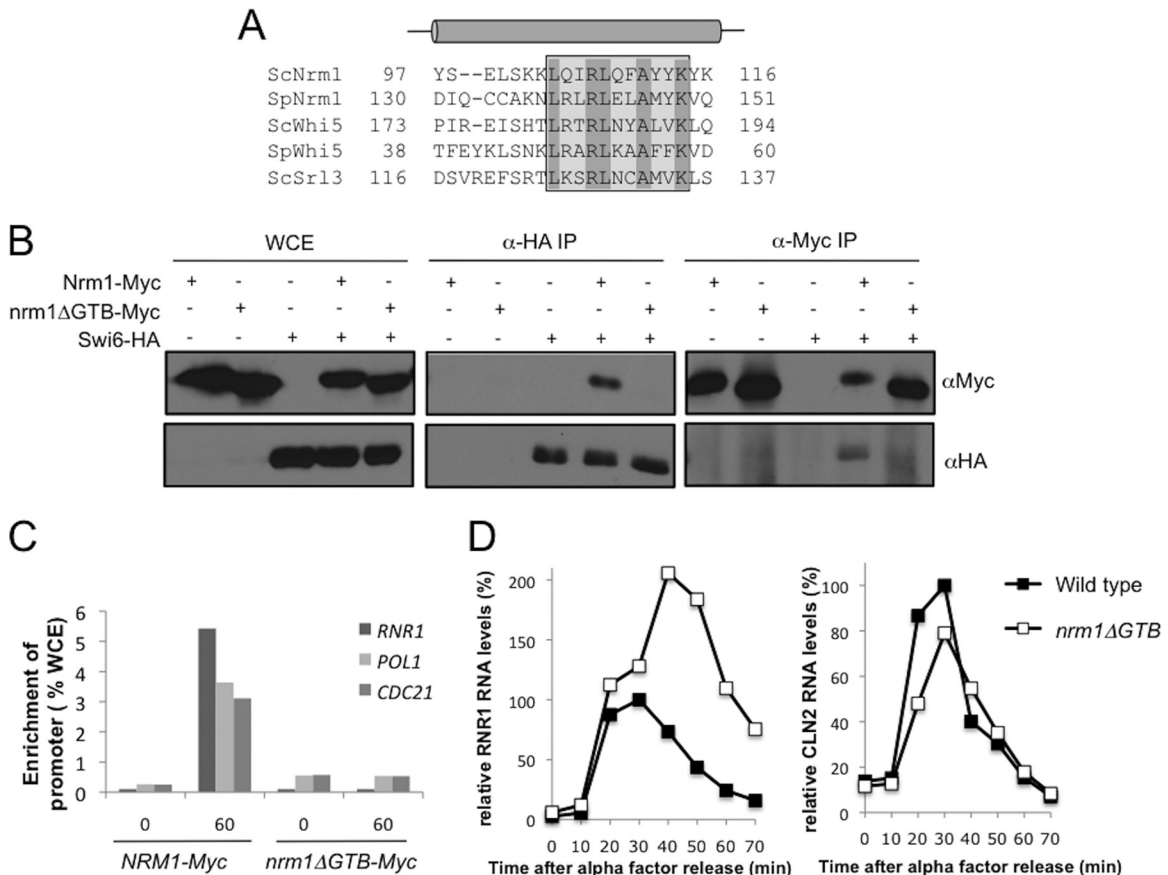 A
ScNrm1 97 YS--ELSKKLQIRLQFAYYKYK 116
SpNrm1 130 DIQ-CCAKNLRLRLELAMYKVQ 151
ScWhi5 173 PIR-EISHTLRTRLNYALVKLQ 194
SpWhi5 38 TFEYKLSNKLRARLKAAFFKVD 60
ScSrl3 116 DSVREFSRTLKSRLNCAMVKLS 137
B
WCE α-HA IP α-Myc IP
Nrm1-Myc + - - + - + - - + - + - - + -
nrm1ΔGTB-Myc - + - - + - + - - + - + - - +
Swi6-HA - - + + + - - + + + - - + + +
αMyc
αHA
C
Enrichment of promoter ( % WCE)
6
5
4
3
2
1
0
RNR1
POL1
CDC21
0 60 0 60
NRM1-Myc nrm1ΔGTB-Myc
D
relative RNR1 RNA levels (%)
200
150
100
50
0
0 10 20 30 40 50 60 70
Time after alpha factor release (min)
relative CLN2 RNA levels (%)
100
80
60
40
20
0
0 10 20 30 40 50 60 70
Time after alpha factor release (min)
Wild type
nrm1ΔGTB